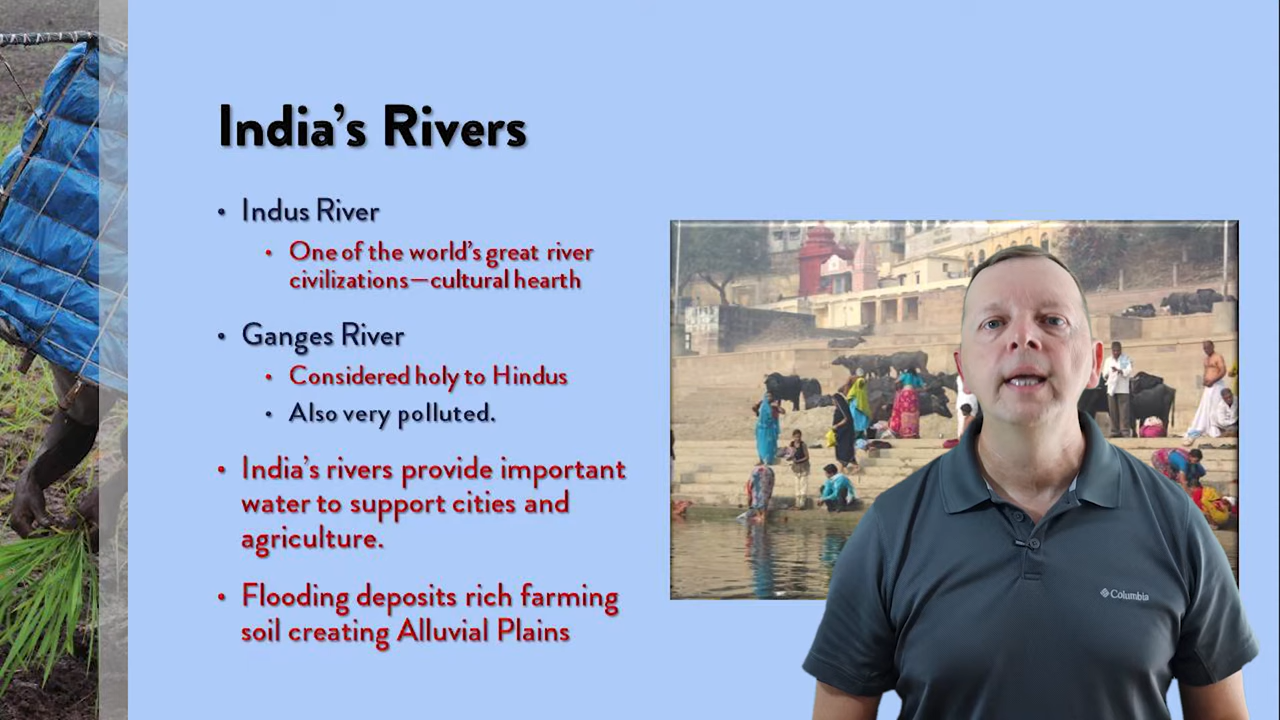 India's Rivers
• Indus River
• One of the world's great river
civilizations—cultural hearth
• Ganges River
• Considered holy to Hindus
• Also very polluted.
• India's rivers provide important
water to support cities and
agriculture.
• Flooding deposits rich farming
soil creating Alluvial Plains
Columbia